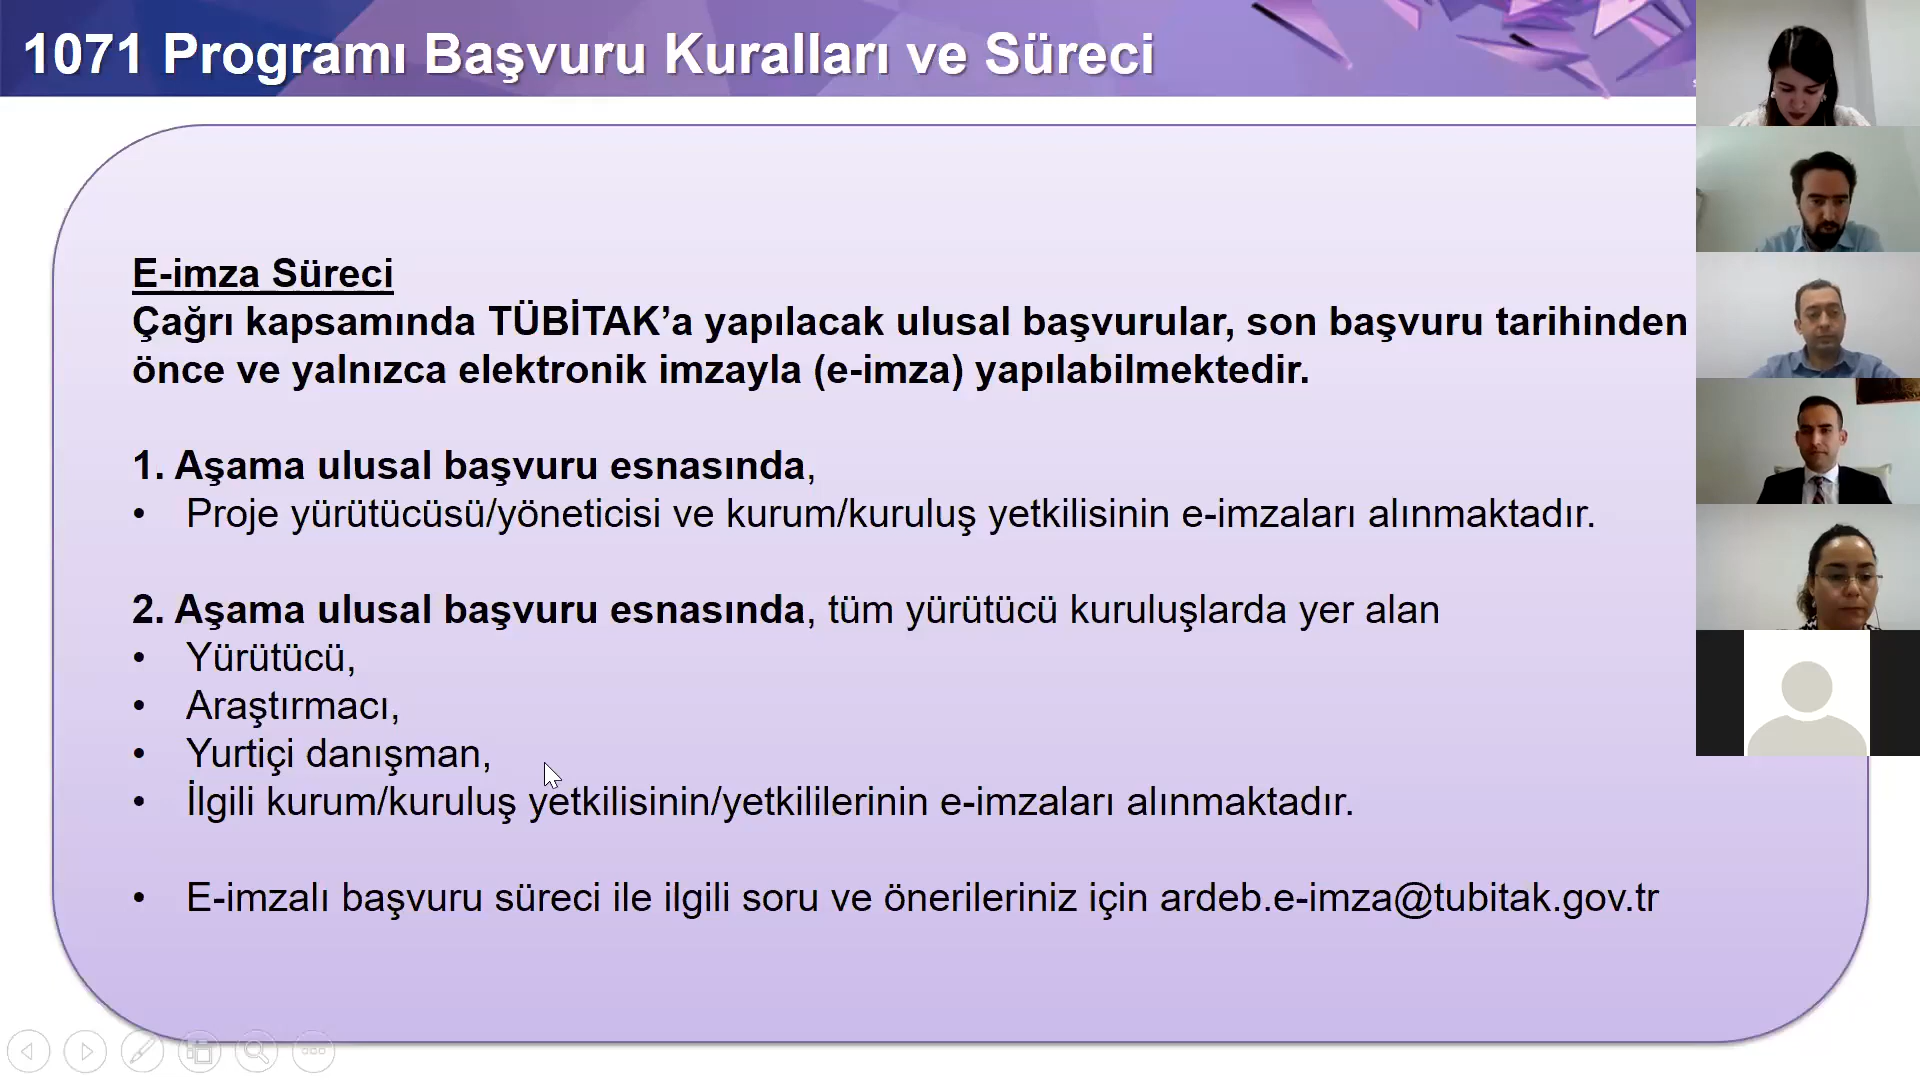 1071 Programı Başvuru Kuralları ve Süreci
E-imza Süreci
Çağrı kapsamında TÜBİTAK’a yapılacak ulusal başvurular, son başvuru tarihinden
önce ve yalnızca elektronik imzayla (e-imza) yapılabilmektedir.
1. Aşama ulusal başvuru esnasında,
• Proje yürütücüsü/yöneticisi ve kurum/kuruluş yetkilisinin e-imzaları alınmaktadır.
2. Aşama ulusal başvuru esnasında, tüm yürütücü kuruluşlarda yer alan
• Yürütücü,
• Araştırmacı,
• Yurtiçi danışman,
• İlgili kurum/kuruluş yetkilisinin/yetkililerinin e-imzaları alınmaktadır.
• E-imzalı başvuru süreci ile ilgili soru ve önerileriniz için ardeb.e-imza@tubitak.gov.tr